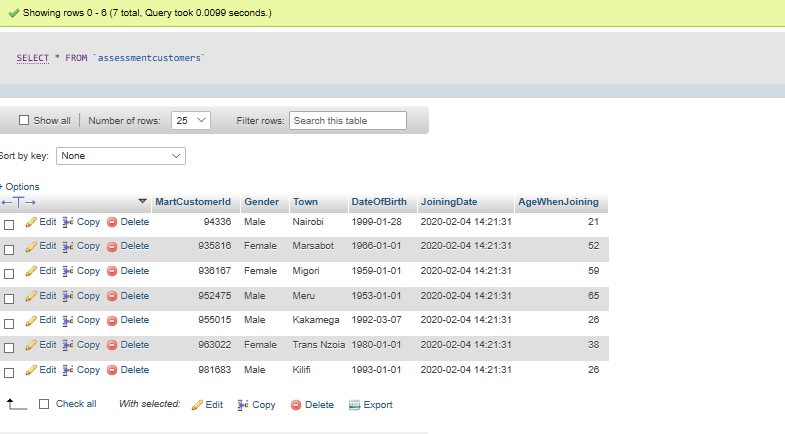 Showing rows 0 - 6 (7 total, Query took 0.0099 seconds.)
SELECT * FROM `assessmentcustomers`
Show all Number of rows: 25 Filter rows: Search this table
Sort by key: None
+ Options
←T→ MartCustomerId Gender Town DateOfBirth JoiningDate AgeWhenJoining
Edit Copy Delete 94336 Male Nairobi 1999-01-28 2020-02-04 14:21:31 21
Edit Copy Delete 935816 Female Marsabot 1966-01-01 2020-02-04 14:21:31 52
Edit Copy Delete 936167 Female Migori 1959-01-01 2020-02-04 14:21:31 59
Edit Copy Delete 952475 Male Meru 1953-01-01 2020-02-04 14:21:31 65
Edit Copy Delete 955015 Male Kakamega 1992-03-07 2020-02-04 14:21:31 26
Edit Copy Delete 963022 Female Trans Nzoia 1980-01-01 2020-02-04 14:21:31 38
Edit Copy Delete 981683 Male Kilifi 1993-01-01 2020-02-04 14:21:31 26
Check all With selected: Edit Copy Delete Export